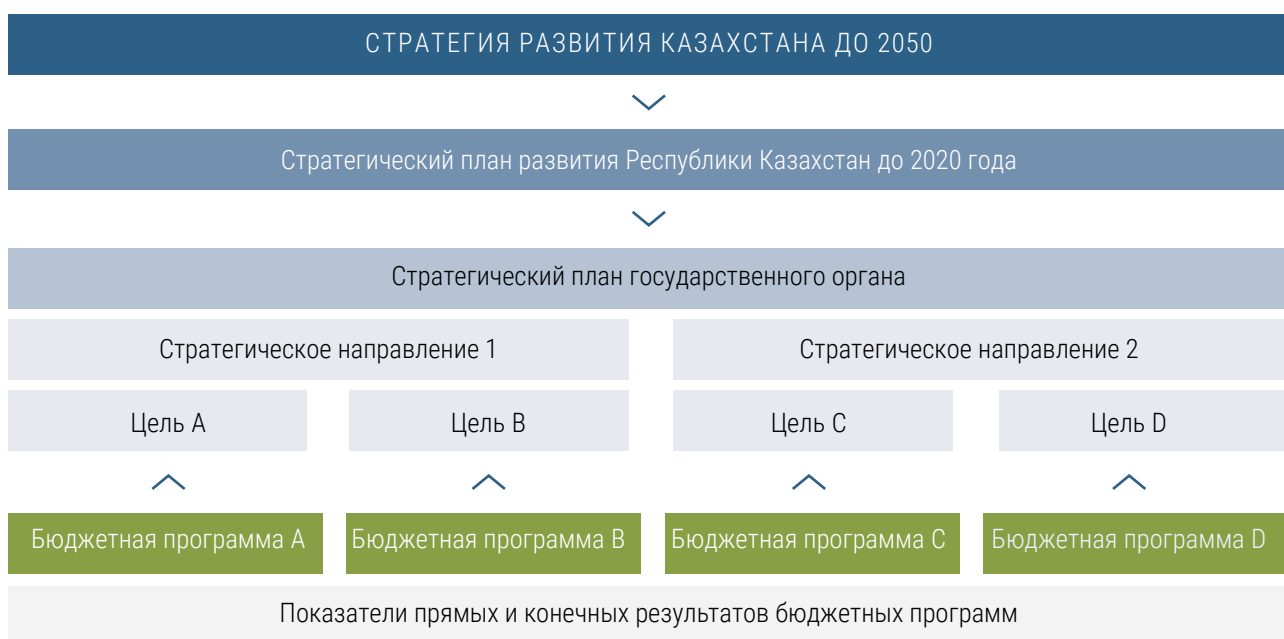 СТРАТЕГИЯ РАЗВИТИЯ КАЗАХСТАНА ДО 2050
Стратегический план развития Республики Казахстан до 2020 года
Стратегический план государственного органа
Стратегическое направление 1
Стратегическое направление 2
Цель A
Цель B
Цель C
Цель D
Бюджетная программа A
Бюджетная программа B
Бюджетная программа C
Бюджетная программа D
Показатели прямых и конечных результатов бюджетных программ